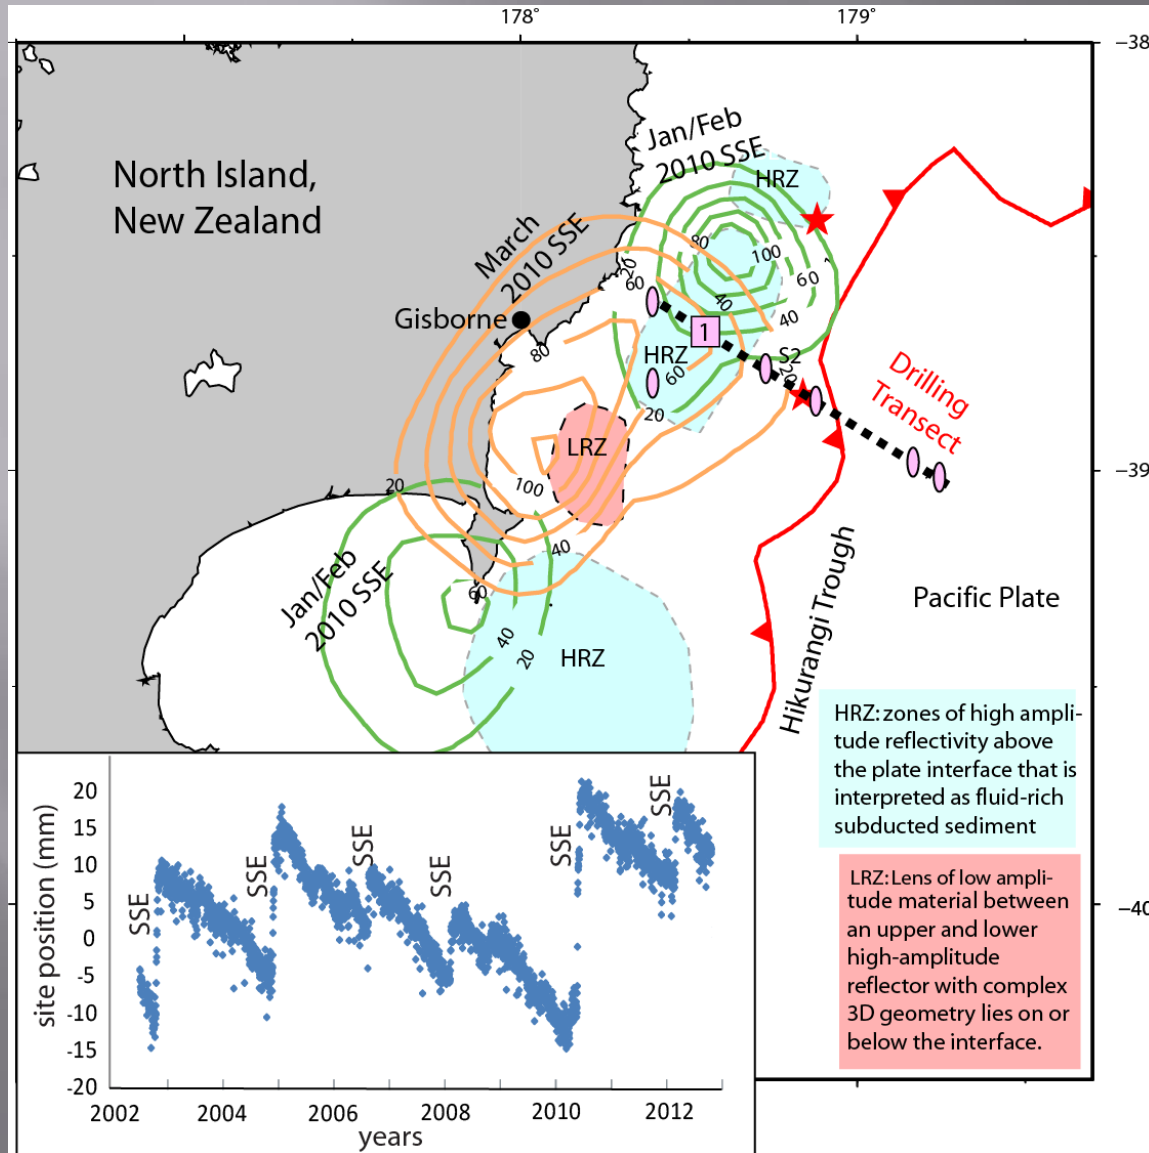 178°
179°
−38
Jan/Feb
2010 SSE
HRZ
North Island,
New Zealand
March
2010 SSE
80
100
20
60
60
40
40
Gisborne
1
80
HRZ
S2
60
20
20
Drilling
Transect
LRZ
−39
20
100
40
Jan/Feb
2010 SSE
60
Hikurangi Trough
Pacific Plate
40
20
HRZ
HRZ: zones of high ampli-
tude reflectivity above
the plate interface that is
interpreted as fluid-rich
subducted sediment
LRZ: Lens of low ampli-
tude material between
an upper and lower
high-amplitude
reflector with complex
3D geometry lies on or
below the interface.
−40
site position (mm)
20
15
10
5
0
-5
-10
-15
-20
SSE
SSE
SSE
SSE
SSE
SSE
2002
2004
2006
2008
2010
2012
years